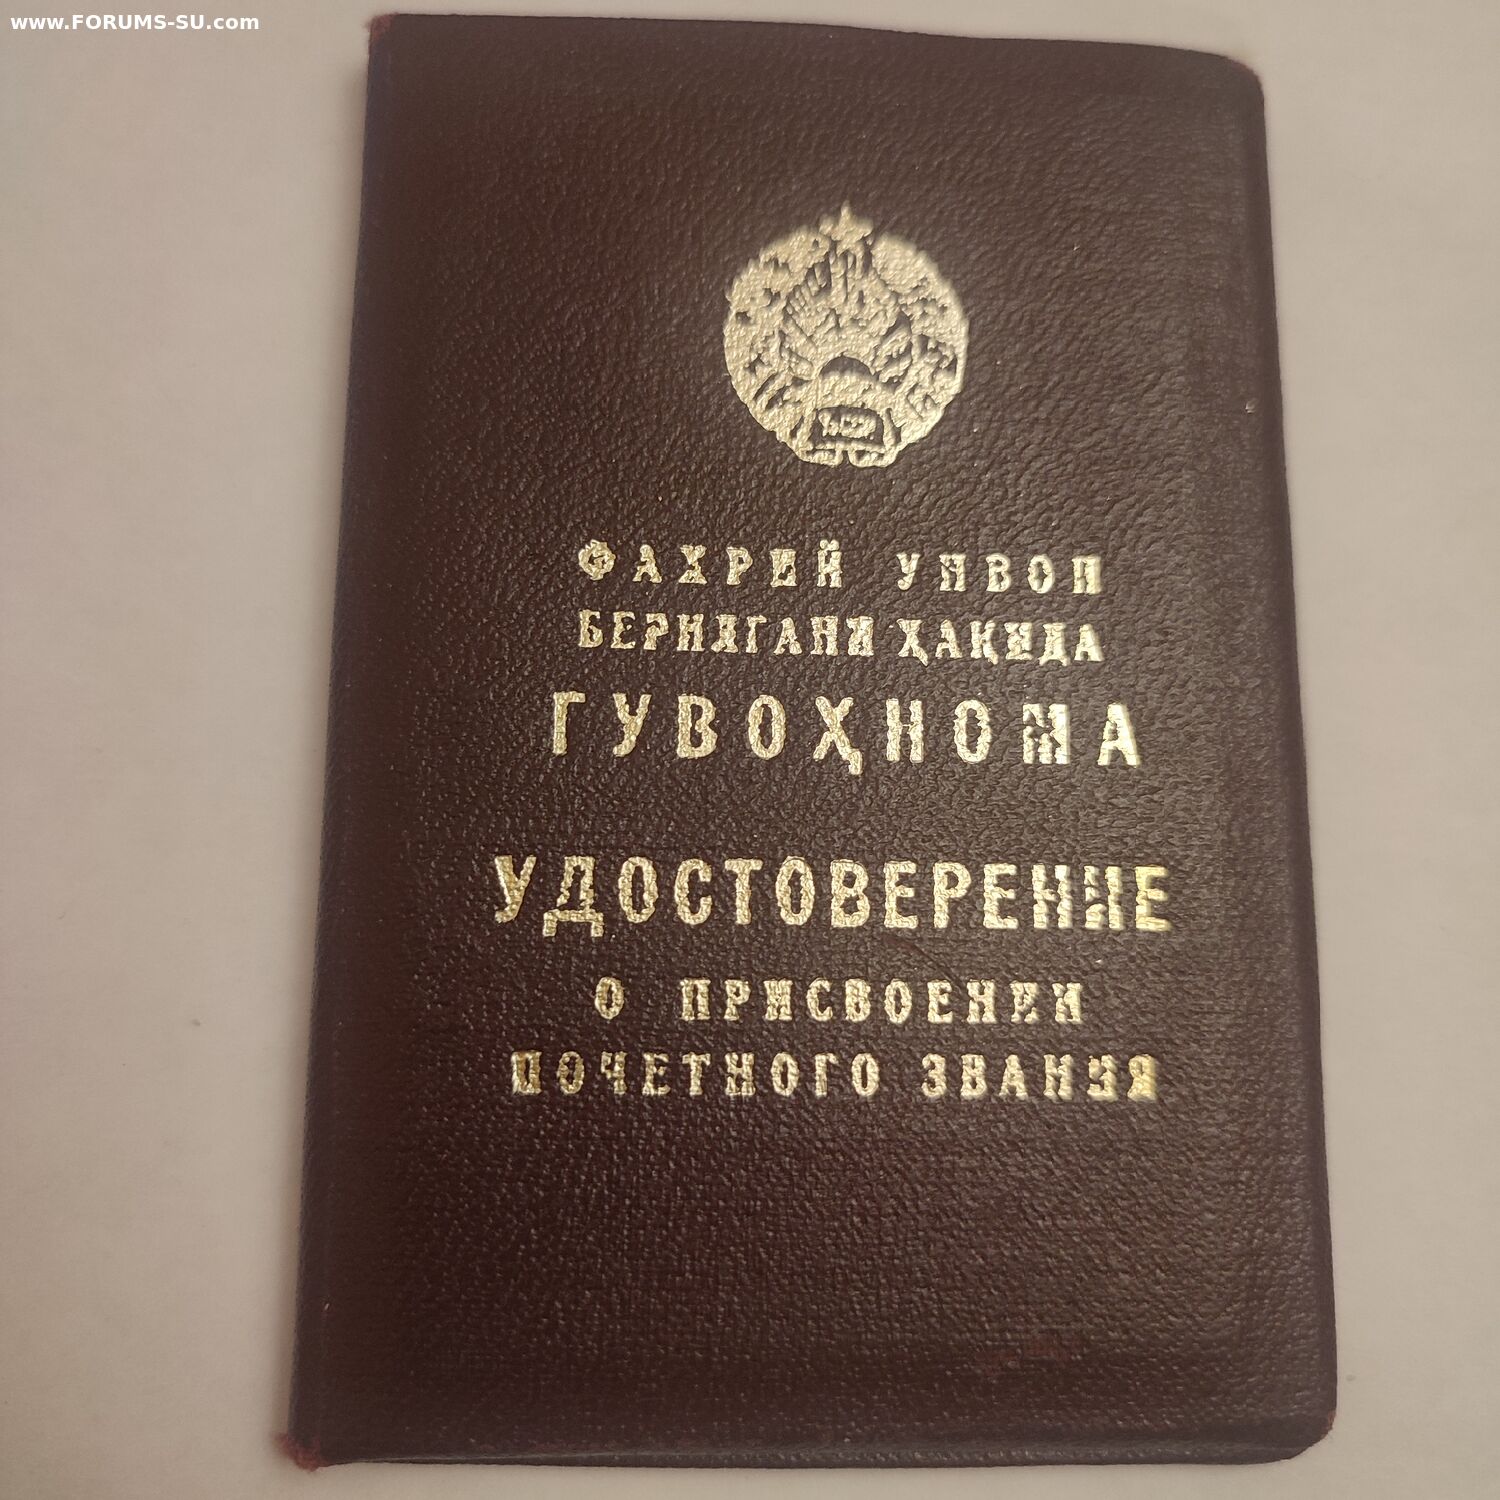 www.FORUMS-SU.com
ФАХРИЙ УНВОН
БЕРИЛГАНИ ҲАҚИДА
ГУВОҲНОМА
УДОСТОВЕРЕНИЕ
О ПРИСВОЕНИИ
ПОЧЕТНОГО ЗВАНИЯ